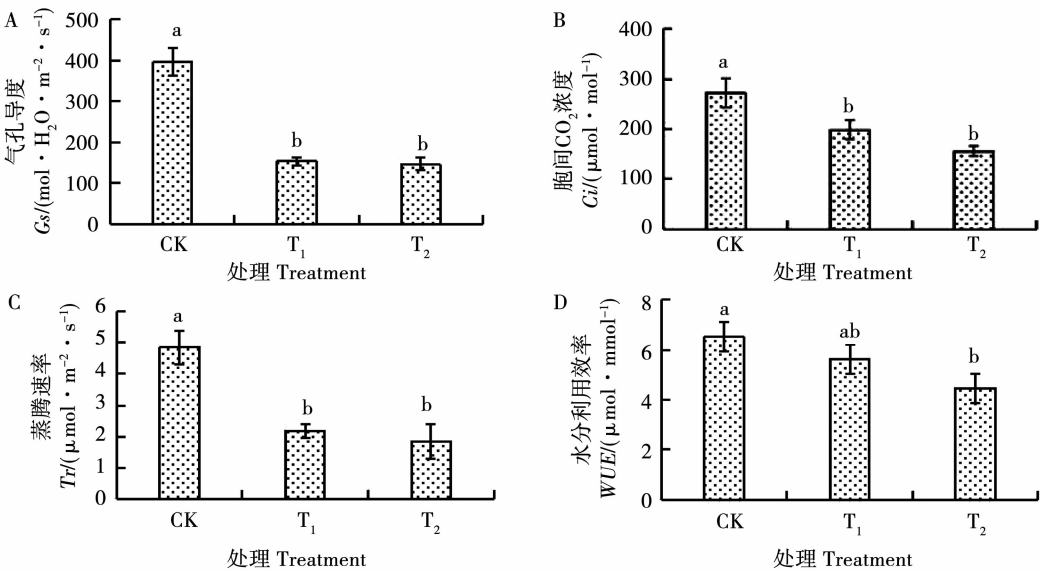 A
气孔导度
Gs/(mol·H₂O·m⁻²·s⁻¹)
500
400
300
200
100
0
a
b
b
CK
T₁
T₂
处理 Treatment
B
胞间CO₂浓度
Ci/(μmol·mol⁻¹)
400
300
200
100
0
a
b
b
CK
T₁
T₂
处理 Treatment
C
蒸腾速率
Tr/(μmol·m⁻²·s⁻¹)
6
5
4
3
2
1
0
a
b
b
CK
T₁
T₂
处理 Treatment
D
水分利用效率
WUE/(μmol·mmol⁻¹)
8
6
4
2
0
a
ab
b
CK
T₁
T₂
处理 Treatment